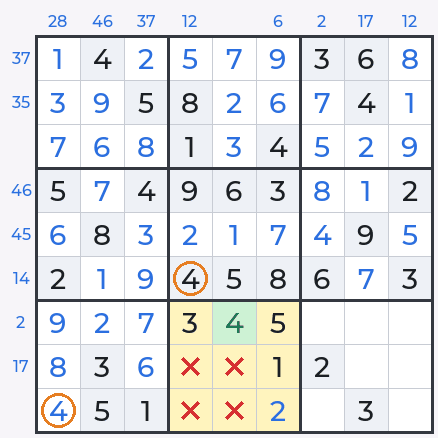 28 46 37 12 6 2 17 12
37 1 4 2 5 7 9 3 6 8
35 3 9 5 8 2 6 7 4 1
7 6 8 1 3 4 5 2 9
46 5 7 4 9 6 3 8 1 2
45 6 8 3 2 1 7 4 9 5
14 2 1 9 4 5 8 6 7 3
2 9 2 7 3 4 5
17 8 3 6 × × 1 2
4 5 1 × × 2 3